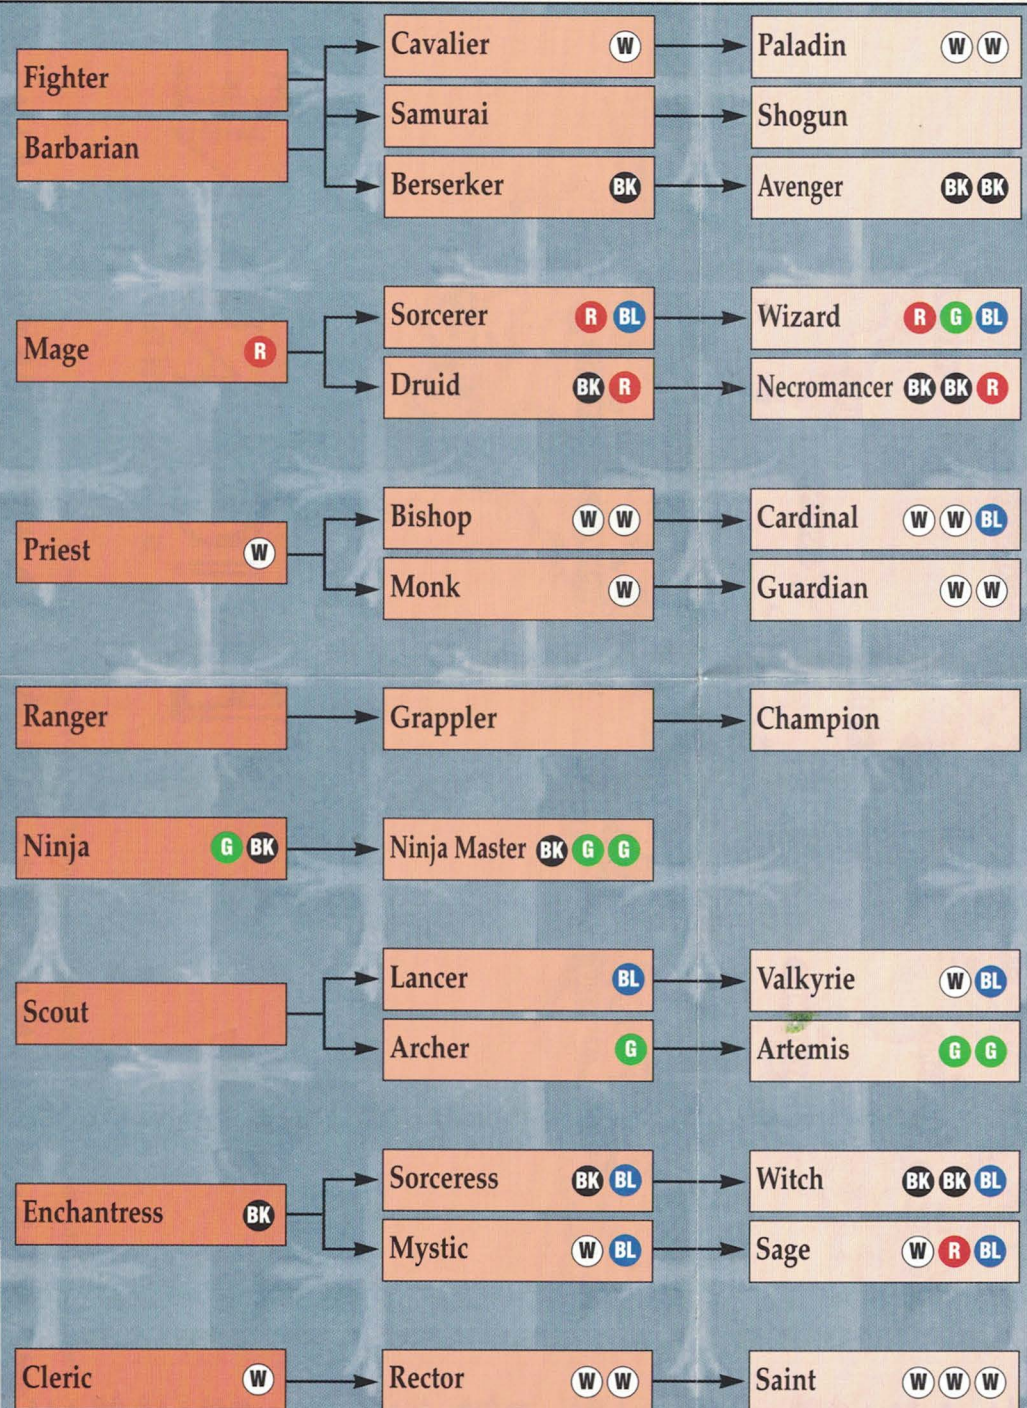 Cavalier W
Paladin W W
Fighter
Samurai
Shogun
Barbarian
Berserker BK
Avenger BK BK
Sorcerer R BL
Wizard R G BL
Mage R
Druid BK R
Necromancer BK BK R
Bishop W W
Cardinal W W BL
Priest W
Monk W
Guardian W W
Ranger
Grappler
Champion
Ninja G BK
Ninja Master BK G G
Lancer BL
Valkyrie W BL
Scout
Archer G
Artemis G G
Sorceress BK BL
Witch BK BK BL
Enchantress BK
Mystic W BL
Sage W R BL
Cleric W
Rector W W
Saint W W W